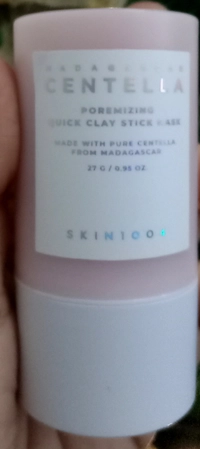 MADAGASCAR
CENTELLA
POREMIZING
QUICK CLAY STICK MASK
MADE WITH PURE CENTELLA
FROM MADAGASCAR
27 G / 0.95 OZ
SKIN1004